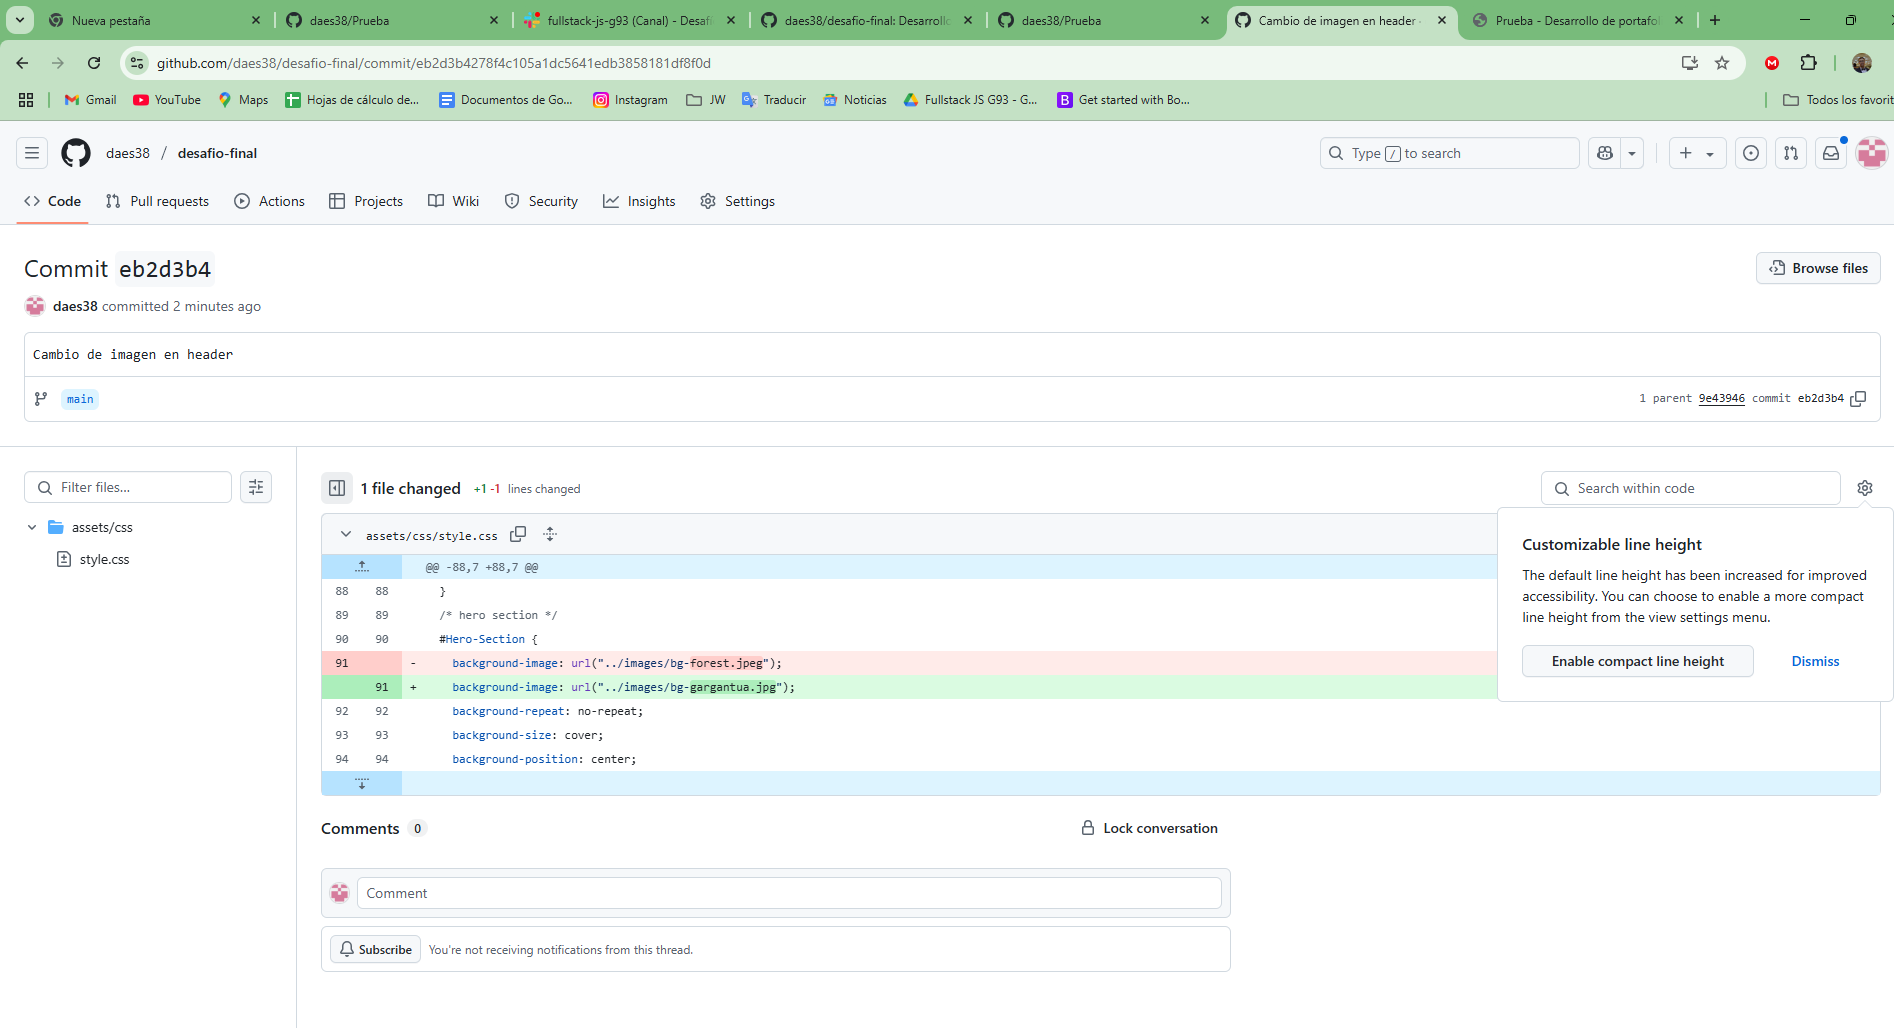 Nueva pestaña
daes38/Prueba
fullstack-js-g93 (Canal) - Desafi
daes38/desafio-final: Desarrollo
daes38/Prueba
Cambio de imagen en header ·
Prueba - Desarrollo de portafol
github.com/daes38/desafio-final/commit/eb2d3b4278f4c105a1dc5641edb3858181df8f0d
Gmail
YouTube
Maps
Hojas de cálculo de...
Documentos de Go...
Instagram
JW
Traducir
Noticias
Fullstack JS G93 - G...
Get started with Bo...
Todos los favorit
daes38 / desafio-final
Type / to search
Code
Pull requests
Actions
Projects
Wiki
Security
Insights
Settings
Commit eb2d3b4
Browse files
daes38 committed 2 minutes ago
Cambio de imagen en header
main
1 parent 9e43946 commit eb2d3b4
Filter files...
assets/css
style.css
1 file changed +1 -1 lines changed
Search within code
assets/css/style.css
@@ -88,7 +88,7 @@
88 88 }
89 89 /* hero section */
90 90 #Hero-Section {
91 - background-image: url("../images/bg-forest.jpeg");
91 + background-image: url("../images/bg-gargantua.jpg");
92 92 background-repeat: no-repeat;
93 93 background-size: cover;
94 94 background-position: center;
Customizable line height
The default line height has been increased for improved
accessibility. You can choose to enable a more compact
line height from the view settings menu.
Enable compact line height
Dismiss
Comments 0
Lock conversation
Comment
Subscribe
You're not receiving notifications from this thread.